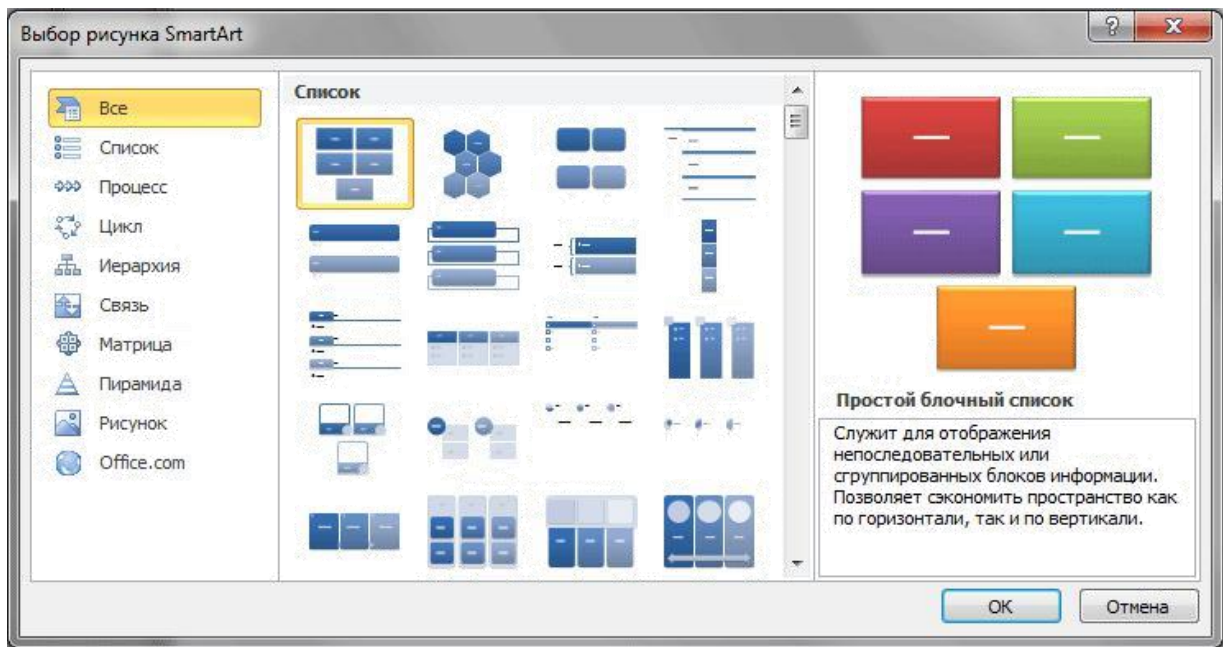 Выбор рисунка SmartArt
Все
Список
Процесс
Цикл
Иерархия
Связь
Матрица
Пирамида
Рисунок
Office.com
Список
Простой блочный список
Служит для отображения
непоследовательных или
сгруппированных блоков информации.
Позволяет сэкономить пространство как
по горизонтали, так и по вертикали.
ОК
Отмена